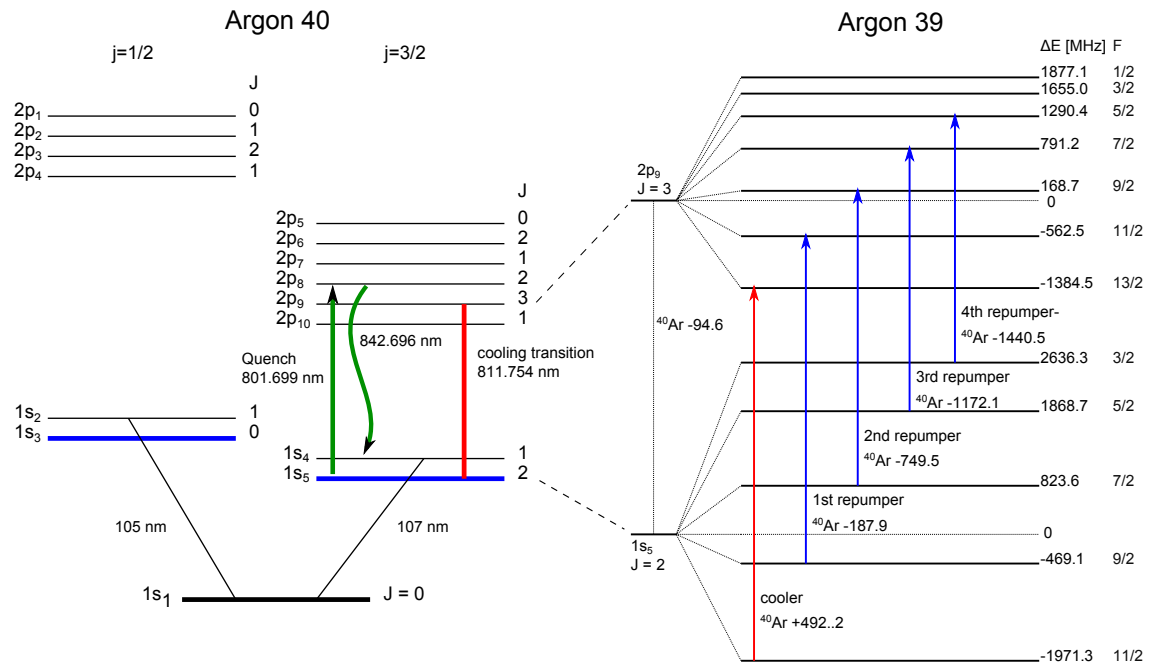 Argon 40
j=1/2
j=3/2
J
2p1 0
2p2 1
2p3 2
2p4 1
J
2p5 0
2p6 2
2p7 1
2p8 2
2p9 3
2p10 1
Quench
801.699 nm
842.696 nm
cooling transition
811.754 nm
1s2 1
1s3 0
1s4 1
1s5 2
105 nm
107 nm
1s1 J = 0
Argon 39
ΔE [MHz] F
1877.1 1/2
1655.0 3/2
1290.4 5/2
791.2 7/2
2p9
J = 3
168.7 9/2
0
-562.5 11/2
-1384.5 13/2
40Ar -94.6
4th repumper-
40Ar -1440.5
2636.3 3/2
3rd repumper
40Ar -1172.1
1868.7 5/2
2nd repumper
40Ar -749.5
823.6 7/2
1st repumper
40Ar -187.9
0
1s5
J = 2
-469.1 9/2
cooler
40Ar +492..2
-1971.3 11/2